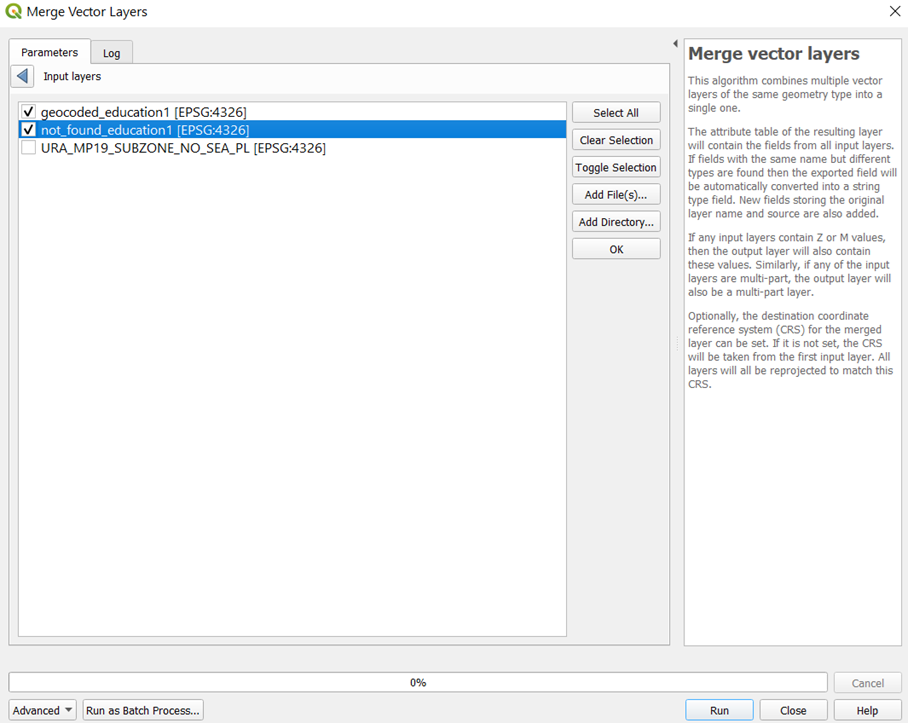 Merge Vector Layers
Parameters
Log
Input layers
geocoded_education1 [EPSG:4326]
not_found_education1 [EPSG:4326]
URA_MP19_SUBZONE_NO_SEA_PL [EPSG:4326]
Select All
Clear Selection
Toggle Selection
Add File(s)...
Add Directory...
OK
Merge vector layers
This algorithm combines multiple vector
layers of the same geometry type into a
single one.
The attribute table of the resulting layer
will contain the fields from all input layers.
If fields with the same name but different
types are found then the exported field will
be automatically converted into a string
type field. New fields storing the original
layer name and source are also added.
If any input layers contain Z or M values,
then the output layer will also contain
these values. Similarly, if any of the input
layers are multi-part, the output layer will
also be a multi-part layer.
Optionally, the destination coordinate
reference system (CRS) for the merged
layer can be set. If it is not set, the CRS
will be taken from the first input layer. All
layers will all be reprojected to match this
CRS.
0%
Cancel
Advanced
Run as Batch Process...
Run
Close
Help